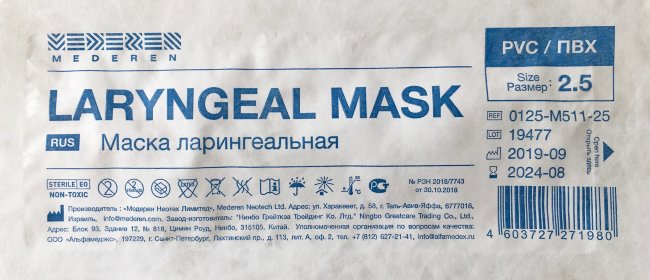 MEDEREN
LARYNGEAL MASK
RUS Маска ларингеальная
PVC / ПВХ
Size
Размер: 2.5
REF 0125-M511-25
LOT 19477
2019-09
2024-08
Open here
Открыть здесь
STERILE EO
NON-TOXIC
№ РЗН 2018/7743
от 30.10.2018
Производитель: «Медерен Неотех Лимитед», Mederen Neotech Ltd, Адрес: ул. Харакевет, д. 58, г. Тель-Авив-Яффа, 6777016,
Израиль, info@mederen.com, Завод-изготовитель: "Нинбо Грейткеа Трейдинг Ко. Лтд," Ningbo Greatcare Trading Co., Ltd.,
Адрес: Блок 93, Здание 12, № 818, Цимин Роуд, Нинбо, 315105, Китай. Уполномоченная организация по вопросам качества:
ООО «Альфамедэкс», 197229, г. Санкт-Петербург, Лахтинский пр., д. 113, лит. А, оф. 2, тел. +7 (812) 627-21-41, info@alfamedex.ru
4 603727 271980